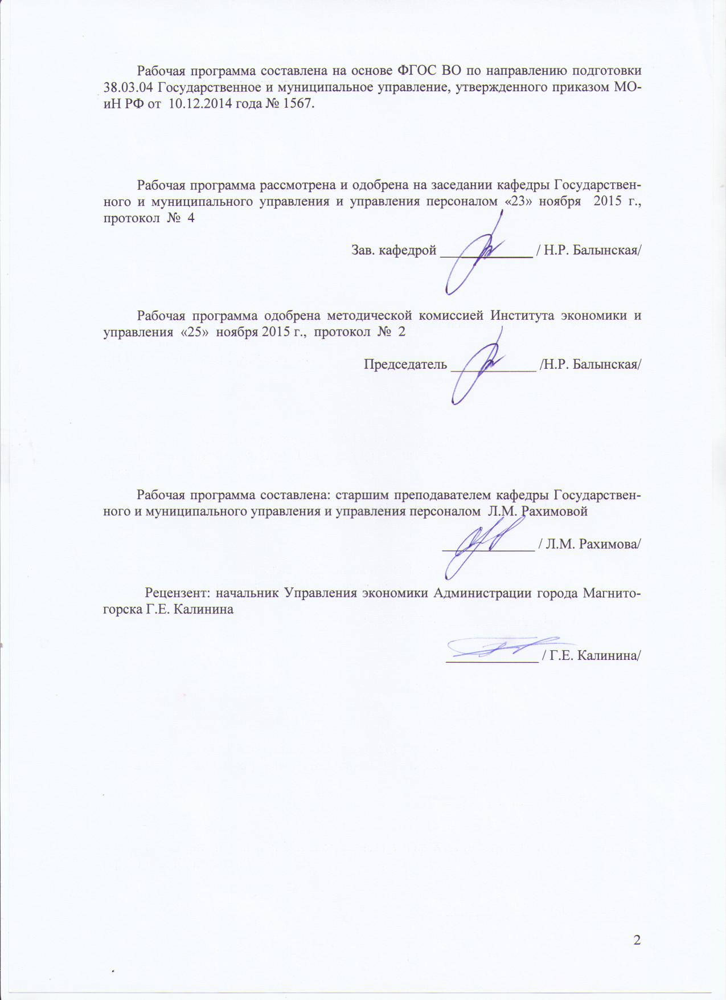 Рабочая программа составлена на основе ФГОС ВО по направлению подготовки
38.03.04 Государственное и муниципальное управление, утвержденного приказом МО-
иН РФ от 10.12.2014 года № 1567.
Рабочая программа рассмотрена и одобрена на заседании кафедры Государствен-
ного и муниципального управления и управления персоналом «23» ноября 2015 г.,
протокол № 4
Зав. кафедрой _____________ / Н.Р. Балынская/
Рабочая программа одобрена методической комиссией Института экономики и
управления «25» ноября 2015 г., протокол № 2
Председатель ____________ /Н.Р. Балынская/
Рабочая программа составлена: старшим преподавателем кафедры Государствен-
ного и муниципального управления и управления персоналом Л.М. Рахимовой
_____________ / Л.М. Рахимова/
Рецензент: начальник Управления экономики Администрации города Магнито-
горска Г.Е. Калинина
_____________ / Г.Е. Калинина/
2